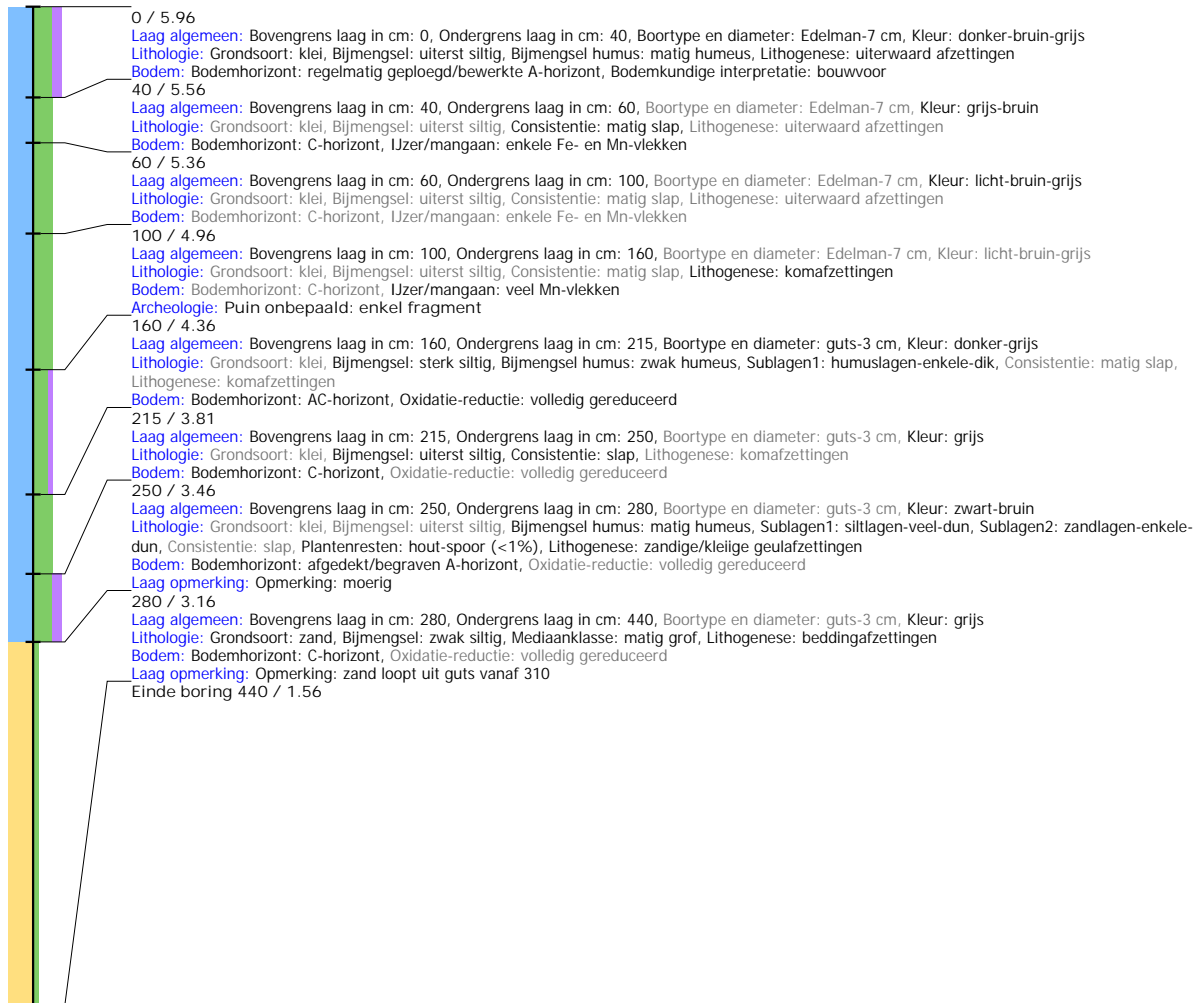 0 / 5.96
Laag algemeen: Bovengrens laag in cm: 0, Ondergrens laag in cm: 40, Boortype en diameter: Edelman-7 cm, Kleur: donker-bruin-grijs
Lithologie: Grondsoort: klei, Bijmengsel: uiterst siltig, Bijmengsel humus: matig humeus, Lithogenese: uiterwaard afzettingen
Bodem: Bodemhorizont: regelmatig geploegd/bewerkte A-horizont, Bodemkundige interpretatie: bouwvoor
40 / 5.56
Laag algemeen: Bovengrens laag in cm: 40, Ondergrens laag in cm: 60, Boortype en diameter: Edelman-7 cm, Kleur: grijs-bruin
Lithologie: Grondsoort: klei, Bijmengsel: uiterst siltig, Consistentie: matig slap, Lithogenese: uiterwaard afzettingen
Bodem: Bodemhorizont: C-horizont, IJzer/mangaan: enkele Fe- en Mn-vlekken
60 / 5.36
Laag algemeen: Bovengrens laag in cm: 60, Ondergrens laag in cm: 100, Boortype en diameter: Edelman-7 cm, Kleur: licht-bruin-grijs
Lithologie: Grondsoort: klei, Bijmengsel: uiterst siltig, Consistentie: matig slap, Lithogenese: uiterwaard afzettingen
Bodem: Bodemhorizont: C-horizont, IJzer/mangaan: enkele Fe- en Mn-vlekken
100 / 4.96
Laag algemeen: Bovengrens laag in cm: 100, Ondergrens laag in cm: 160, Boortype en diameter: Edelman-7 cm, Kleur: licht-bruin-grijs
Lithologie: Grondsoort: klei, Bijmengsel: uiterst siltig, Consistentie: matig slap, Lithogenese: komafzettingen
Bodem: Bodemhorizont: C-horizont, IJzer/mangaan: veel Mn-vlekken
Archeologie: Puin onbepaald: enkel fragment
160 / 4.36
Laag algemeen: Bovengrens laag in cm: 160, Ondergrens laag in cm: 215, Boortype en diameter: guts-3 cm, Kleur: donker-grijs
Lithologie: Grondsoort: klei, Bijmengsel: sterk siltig, Bijmengsel humus: zwak humeus, Sublagen1: humuslagen-enkele-dik, Consistentie: matig slap,
Lithogenese: komafzettingen
Bodem: Bodemhorizont: AC-horizont, Oxidatie-reductie: volledig gereduceerd
215 / 3.81
Laag algemeen: Bovengrens laag in cm: 215, Ondergrens laag in cm: 250, Boortype en diameter: guts-3 cm, Kleur: grijs
Lithologie: Grondsoort: klei, Bijmengsel: uiterst siltig, Consistentie: slap, Lithogenese: komafzettingen
Bodem: Bodemhorizont: C-horizont, Oxidatie-reductie: volledig gereduceerd
250 / 3.46
Laag algemeen: Bovengrens laag in cm: 250, Ondergrens laag in cm: 280, Boortype en diameter: guts-3 cm, Kleur: zwart-bruin
Lithologie: Grondsoort: klei, Bijmengsel: uiterst siltig, Bijmengsel humus: matig humeus, Sublagen1: siltlagen-veel-dun, Sublagen2: zandlagen-enkele-
dun, Consistentie: slap, Plantenresten: hout-spoor (<1%), Lithogenese: zandige/kleiige geulafzettingen
Bodem: Bodemhorizont: afgedekt/begraven A-horizont, Oxidatie-reductie: volledig gereduceerd
Laag opmerking: Opmerking: moerig
280 / 3.16
Laag algemeen: Bovengrens laag in cm: 280, Ondergrens laag in cm: 440, Boortype en diameter: guts-3 cm, Kleur: grijs
Lithologie: Grondsoort: zand, Bijmengsel: zwak siltig, Mediaanklasse: matig grof, Lithogenese: beddingafzettingen
Bodem: Bodemhorizont: C-horizont, Oxidatie-reductie: volledig gereduceerd
Laag opmerking: Opmerking: zand loopt uit guts vanaf 310
Einde boring 440 / 1.56